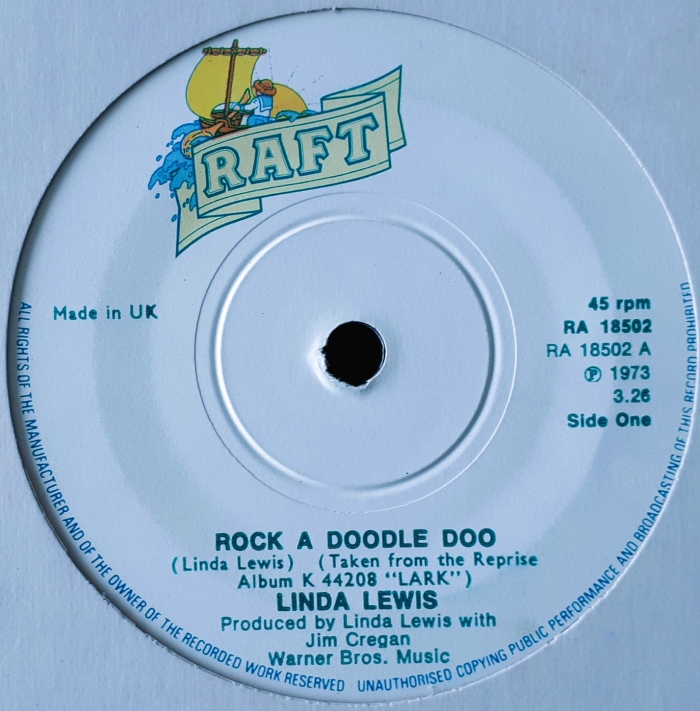 RAFT
Made in UK
45 rpm
RA 18502
RA 18502 A
Ⓟ 1973
3.26
Side One
ROCK A DOODLE DOO
(Linda Lewis) (Taken from the Reprise
Album K 44208 "LARK")
LINDA LEWIS
Produced by Linda Lewis with
Jim Cregan
Warner Bros. Music
ALL RIGHTS OF THE MANUFACTURER AND OF THE OWNER OF THE RECORDED WORK RESERVED · UNAUTHORISED COPYING PUBLIC PERFORMANCE AND BROADCASTING OF THIS RECORD PROHIBITED